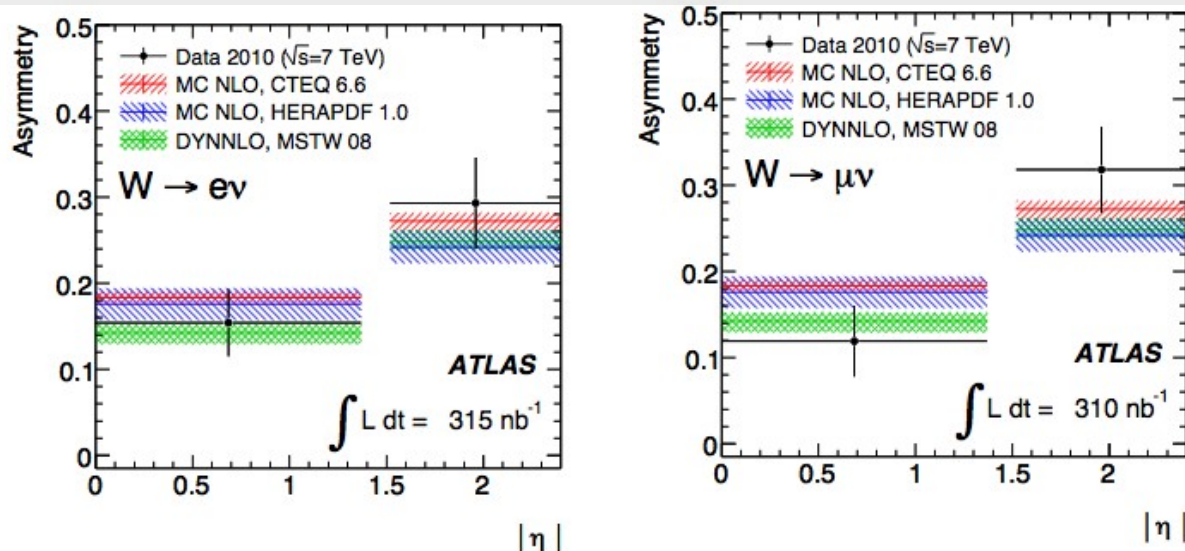 Asymmetry
0.5
0.4
0.3
0.2
0.1
0
Data 2010 (√s=7 TeV)
MC NLO, CTEQ 6.6
MC NLO, HERAPDF 1.0
DYNNLO, MSTW 08
W → eν
ATLAS
∫ L dt = 315 nb⁻¹
0 0.5 1 1.5 2
|η|
Asymmetry
0.5
0.4
0.3
0.2
0.1
0
Data 2010 (√s=7 TeV)
MC NLO, CTEQ 6.6
MC NLO, HERAPDF 1.0
DYNNLO, MSTW 08
W → μν
ATLAS
∫ L dt = 310 nb⁻¹
0 0.5 1 1.5 2
|η|